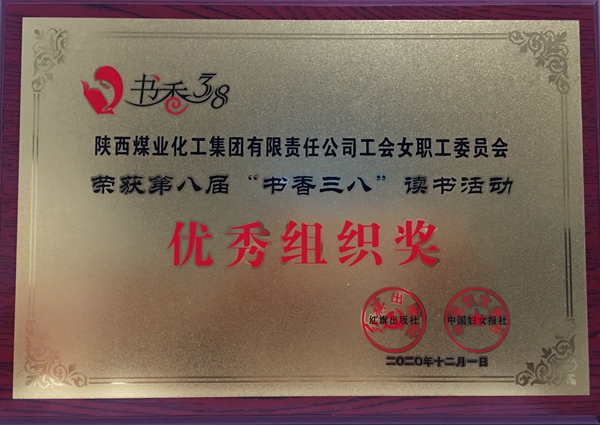 书香38
陕西煤业化工集团有限责任公司工会女职工委员会
荣获第八届“书香三八”读书活动
优秀组织奖
红旗出版社 中国妇女报社
二〇二〇年十二月一日